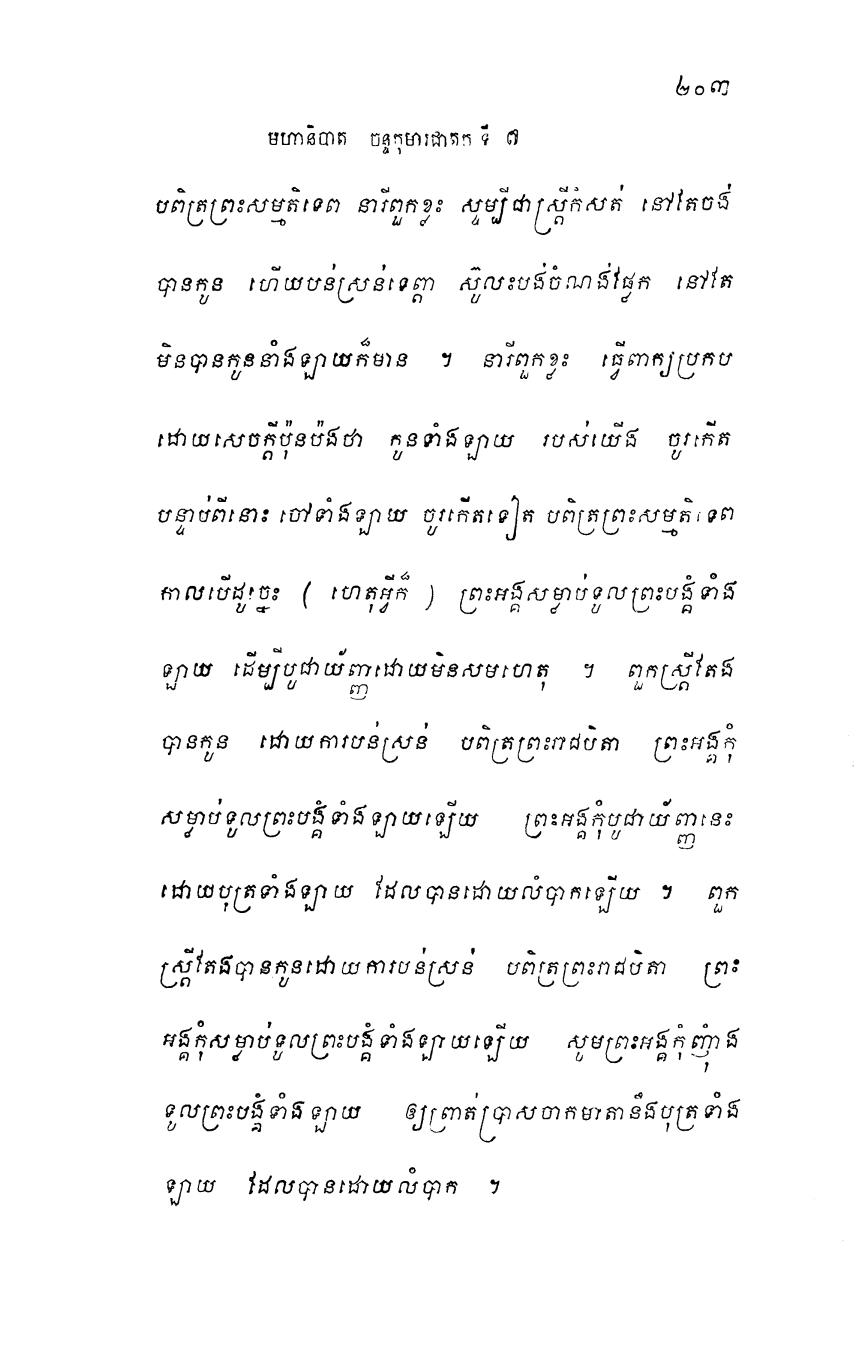 ២០៣
មហានិបាត ចន្ទកុមារជាតក ទី ៧
បពិត្រព្រះសម្មតិទេព នារីពួកខ្លះ សូម្បីជាស្ត្រីកំសត់ នៅតែចង់
បានកូន ហើយបន់ស្រន់ទេព្តា ស៊ូលះបង់ចំណង់ផ្លូក នៅតែ
មិនបានកូននាំងឡាយក៏មាន ។ នារីពួកខ្លះ ធ្វើពាក្យប្រកប
ដោយសេចក្តីប៉ុនប៉ងថា កូនទាំងឡាយ របស់យើង ចូរកើត
បន្ទាប់ពីនោះ ចៅទាំងឡាយ ចូរកើតទៀត បពិត្រព្រះសម្មតិទេព
កាលបើដូច្នេះ ( ហេតុអ្វីក៏ ) ព្រះអង្គសម្លាប់ទូលព្រះបង្គំទាំង
ឡាយ ដើម្បីបូជាយ័ញ្ញដោយមិនសមហេតុ ។ ពួកស្ត្រីតែង
បានកូន ដោយការបន់ស្រន់ បពិត្រព្រះរាជបិតា ព្រះអង្គកុំ
សម្លាប់ទូលព្រះបង្គំទាំងឡាយឡើយ ព្រះអង្គកុំបូជាយ័ញ្ញនេះ
ដោយបុត្រទាំងឡាយ ដែលបានដោយលំបាកឡើយ ។ ពួក
ស្ត្រីតែងបានកូនដោយការបន់ស្រន់ បពិត្រព្រះរាជបិតា ព្រះ
អង្គកុំសម្លាប់ទូលព្រះបង្គំទាំងឡាយឡើយ សូមព្រះអង្គកុំញុំាង
ទូលព្រះបង្គំទាំងឡាយ ឲ្យព្រាត់ប្រាសចាកមាតានឹងបុត្រទាំង
ឡាយ ដែលបានដោយលំបាក ។